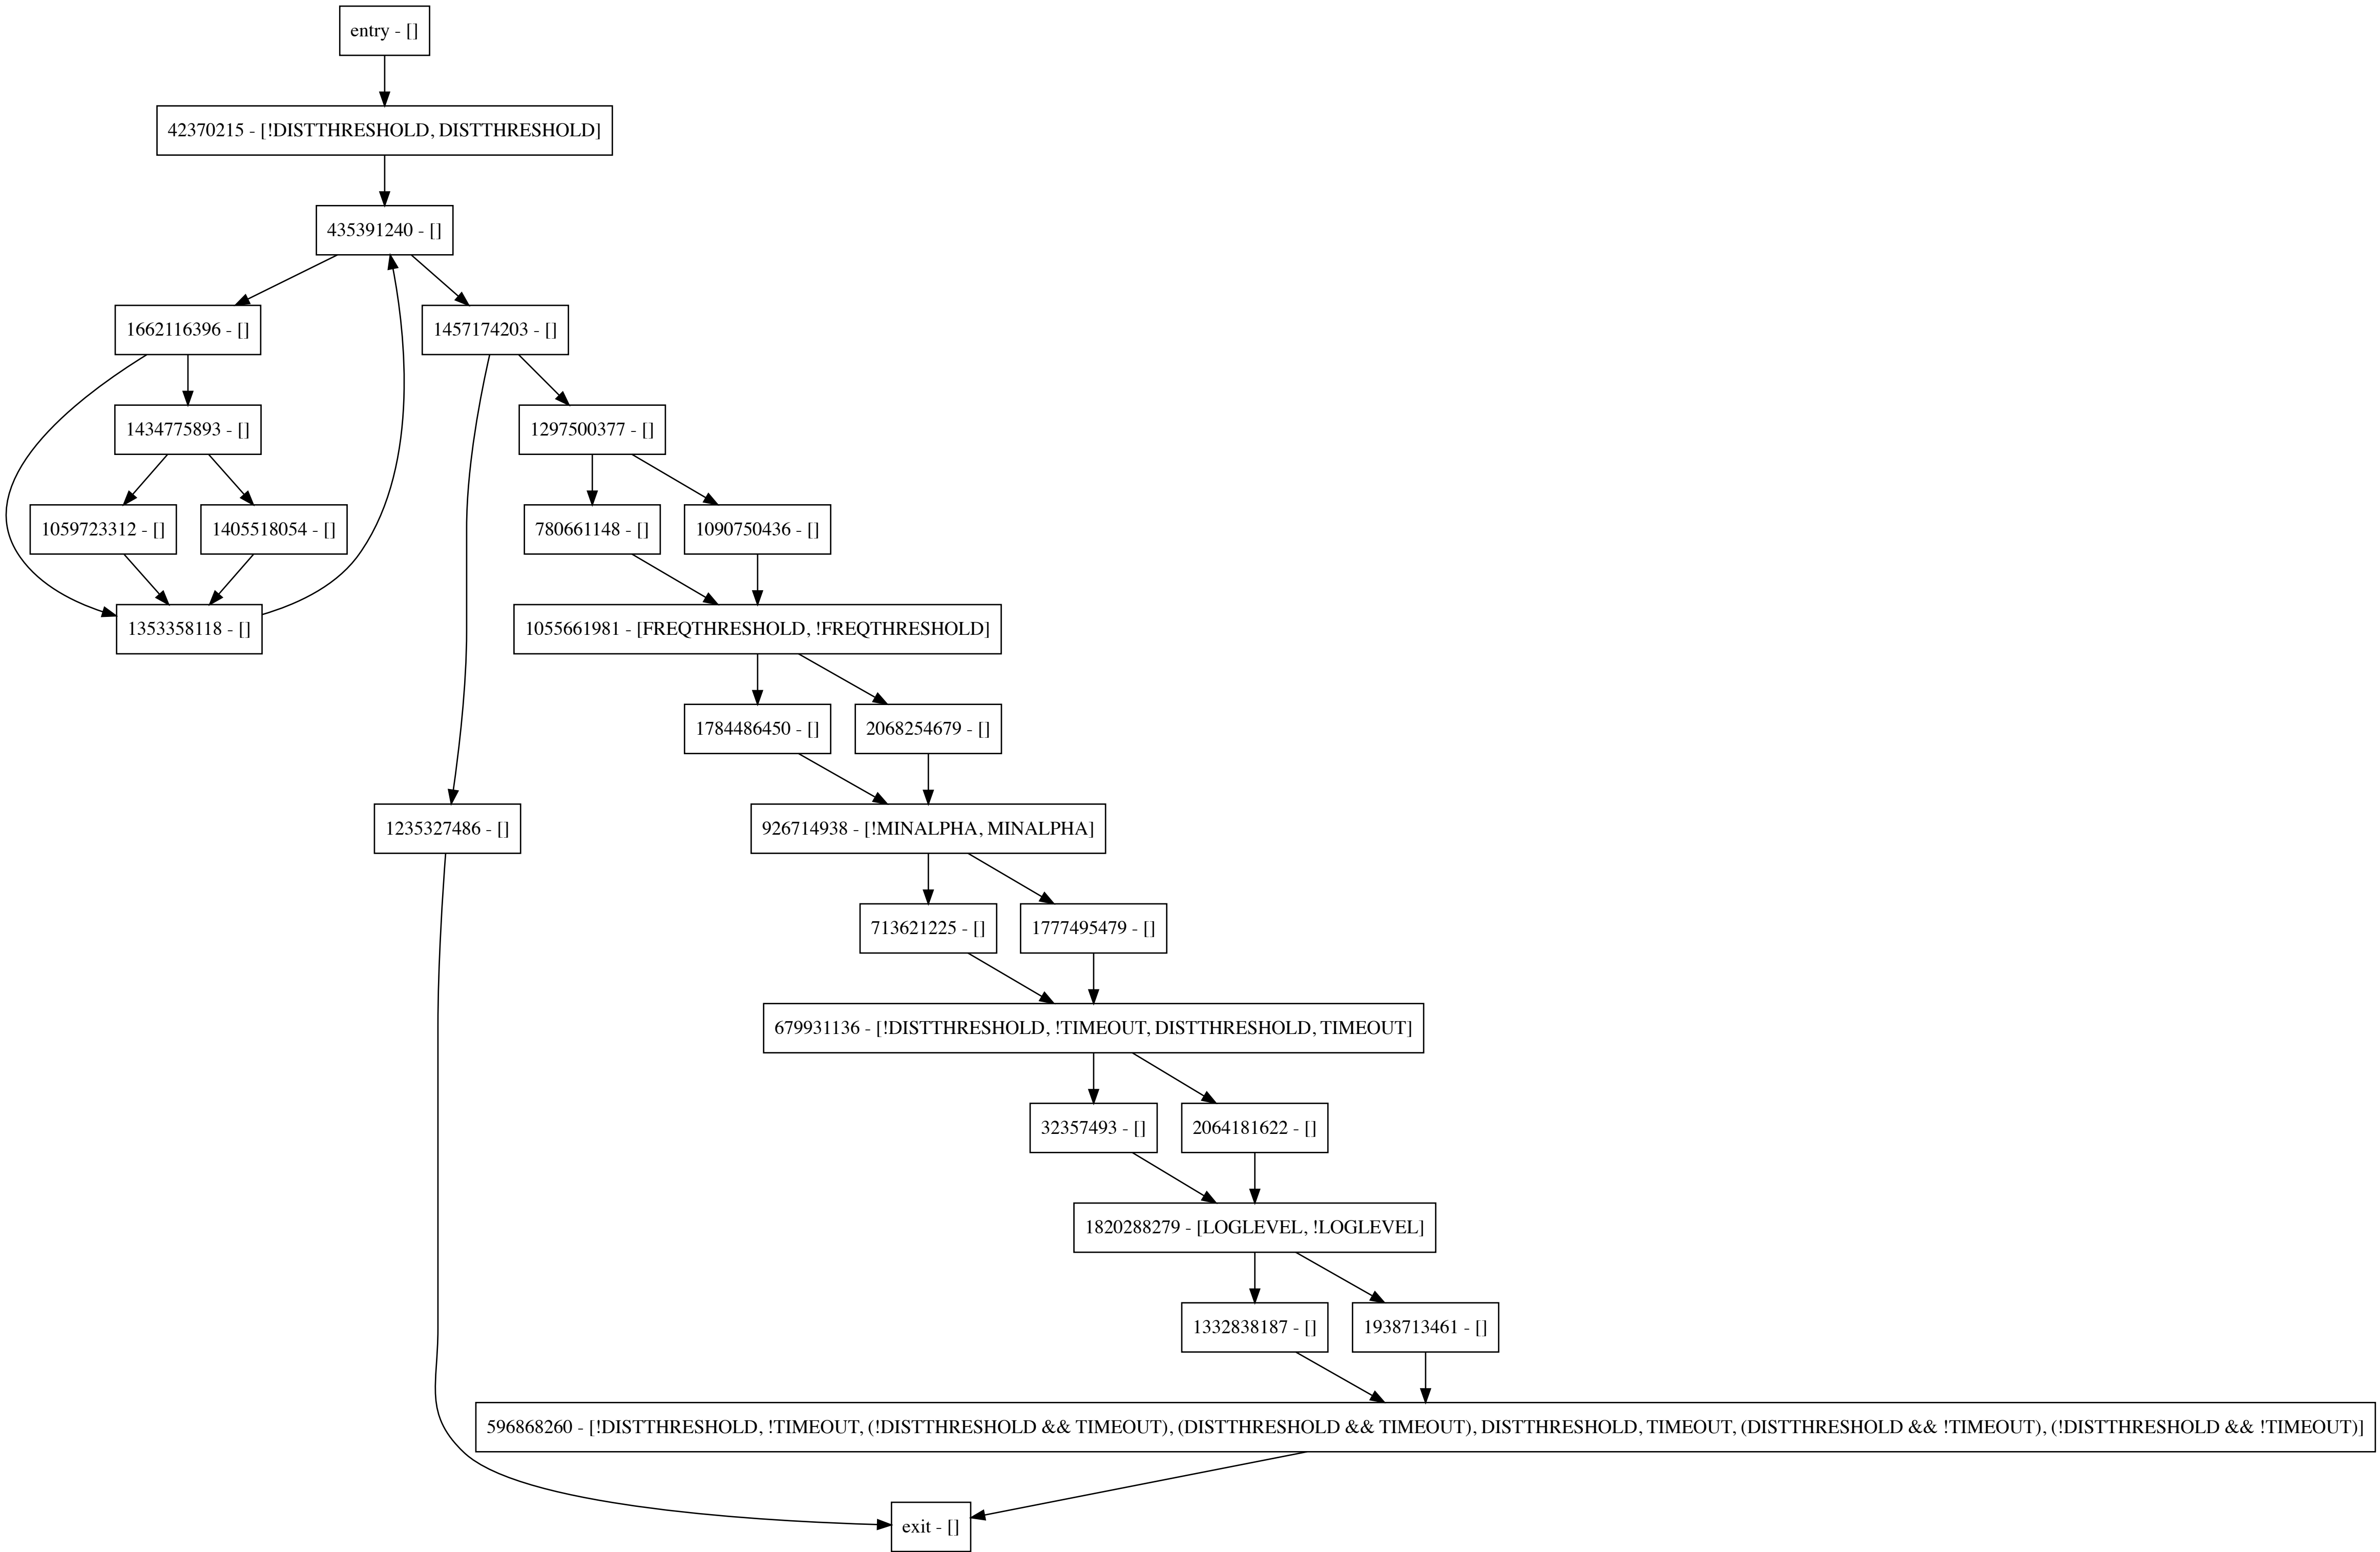 entry - []
42370215 - [!DISTTHRESHOLD, DISTTHRESHOLD]
435391240 - []
1662116396 - []
1457174203 - []
1434775893 - []
1297500377 - []
1059723312 - []
1405518054 - []
780661148 - []
1090750436 - []
1353358118 - []
1055661981 - [FREQTHRESHOLD, !FREQTHRESHOLD]
1784486450 - []
2068254679 - []
1235327486 - []
926714938 - [!MINALPHA, MINALPHA]
713621225 - []
1777495479 - []
679931136 - [!DISTTHRESHOLD, !TIMEOUT, DISTTHRESHOLD, TIMEOUT]
32357493 - []
2064181622 - []
1820288279 - [LOGLEVEL, !LOGLEVEL]
1332838187 - []
1938713461 - []
596868260 - [!DISTTHRESHOLD, !TIMEOUT, (!DISTTHRESHOLD && TIMEOUT), (DISTTHRESHOLD && TIMEOUT), DISTTHRESHOLD, TIMEOUT, (DISTTHRESHOLD && !TIMEOUT), (!DISTTHRESHOLD && !TIMEOUT)]
exit - []